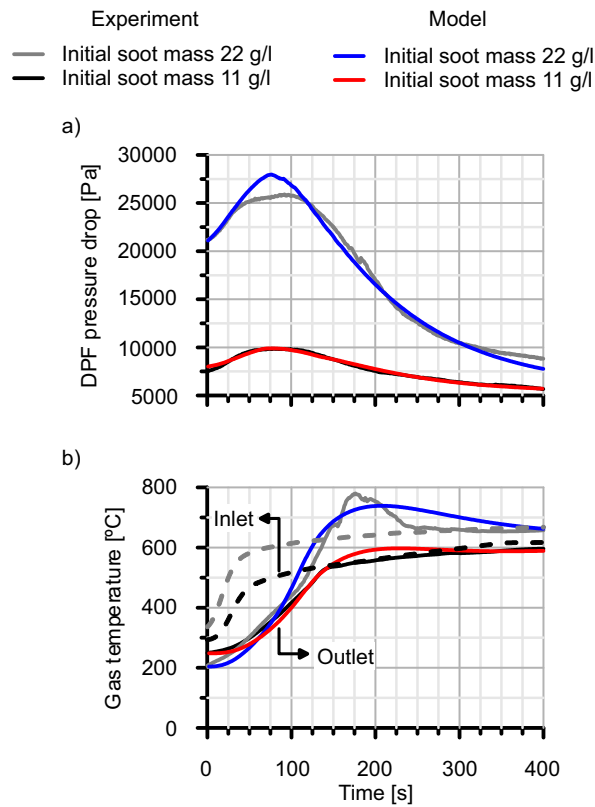 Experiment Model
Initial soot mass 22 g/l Initial soot mass 22 g/l
Initial soot mass 11 g/l Initial soot mass 11 g/l
a)
DPF pressure drop [Pa]
30000
25000
20000
15000
10000
5000
b)
Gas temperature [ºC]
800
600
400
200
0
Inlet
Outlet
0 100 200 300 400
Time [s]